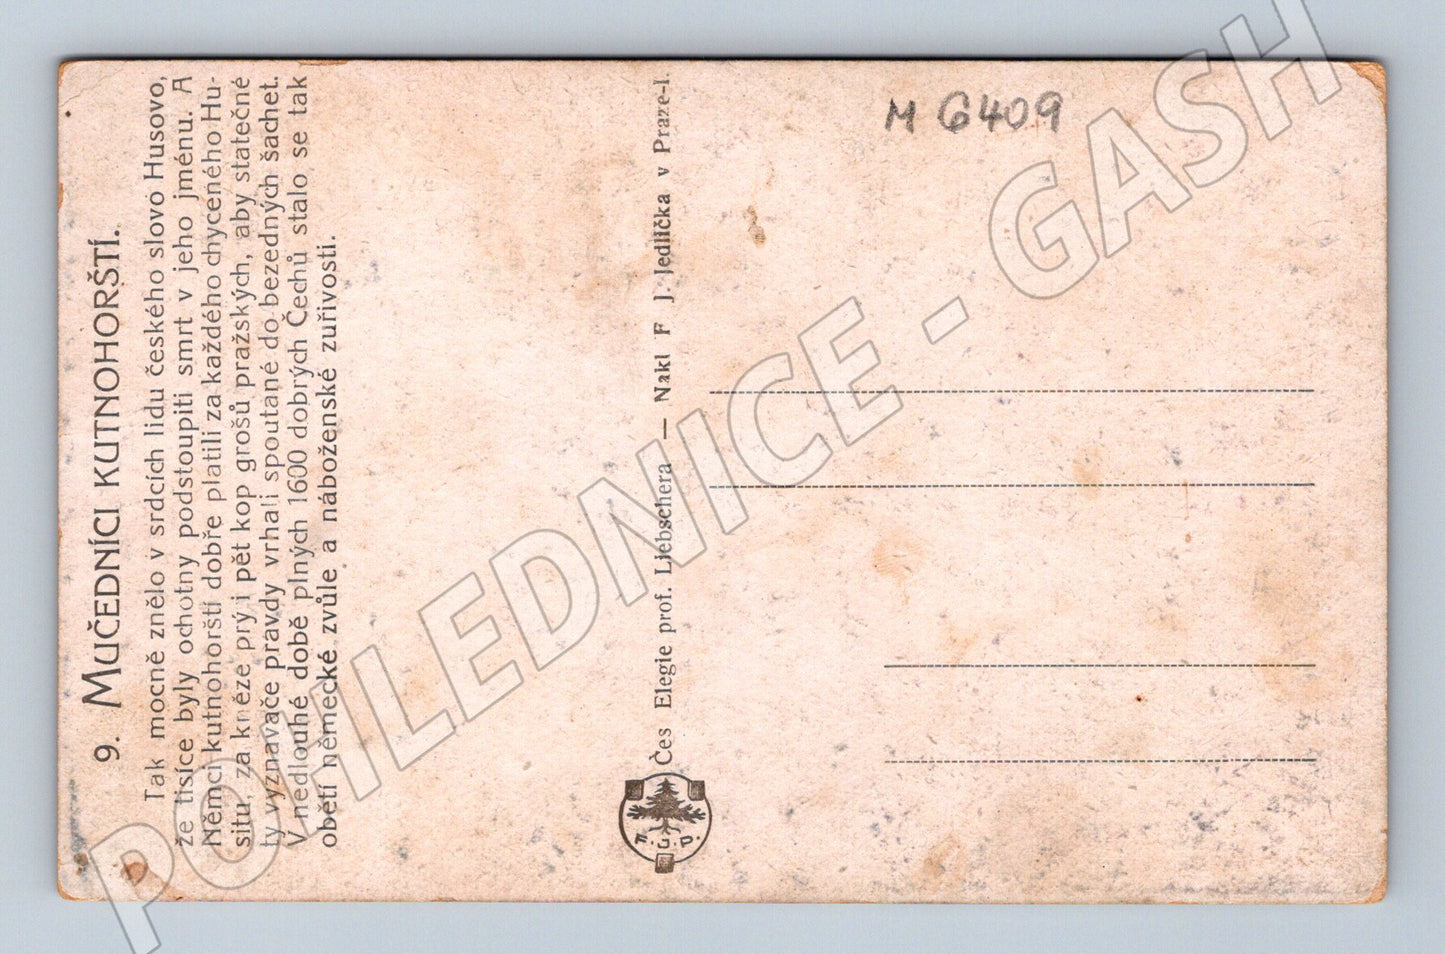 9. MUČEDNÍCI KUTNOHORŠTÍ.
Tak mocně znělo v srdcích lidu českého slovo Husovo,
že tisíce byly ochotny podstoupiti smrt v jeho jménu. A
Němci kutnohorští dobře platili za každého chyceného Hu-
situ, za kněze prý i pět kop grošů pražských, aby statečné
ty vyznavače pravdy vrhali spoutané do bezedných šachet.
V nedlouhé době plných 1600 dobrých Čechů stalo se tak
obětí německé zvůle a náboženské zuřivosti.
Čes Elegie prof. Liebschera — Nakl F J. Jedlička v Praze-I.
F. J. J.
M 6409
POHLEDNICE - GASH